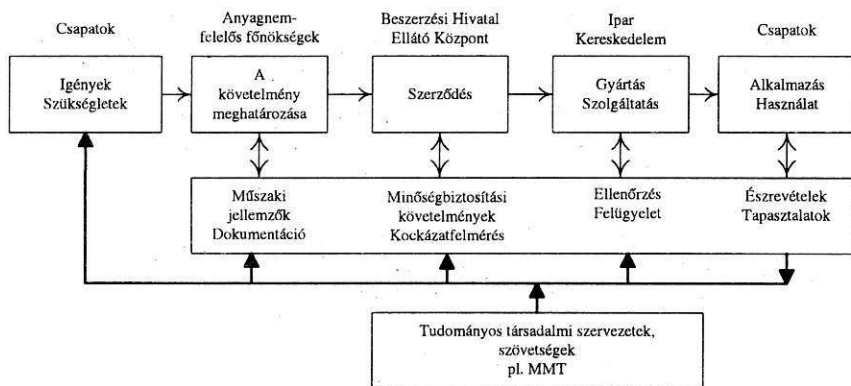 Csapatok
Anyagnem-
felelős főnökségek
Beszerzési Hivatal
Ellátó Központ
Ipar
Kereskedelem
Csapatok
Igények
Szükségletek
A
követelmény
meghatározása
Szerződés
Gyártás
Szolgáltatás
Alkalmazás
Használat
Műszaki
jellemzők
Dokumentáció
Minőségbiztosítási
követelmények
Kockázatfelmérés
Ellenőrzés
Felügyelet
Észrevételek
Tapasztalatok
Tudományos társadalmi szervezetek,
szövetségek
pl. MMT